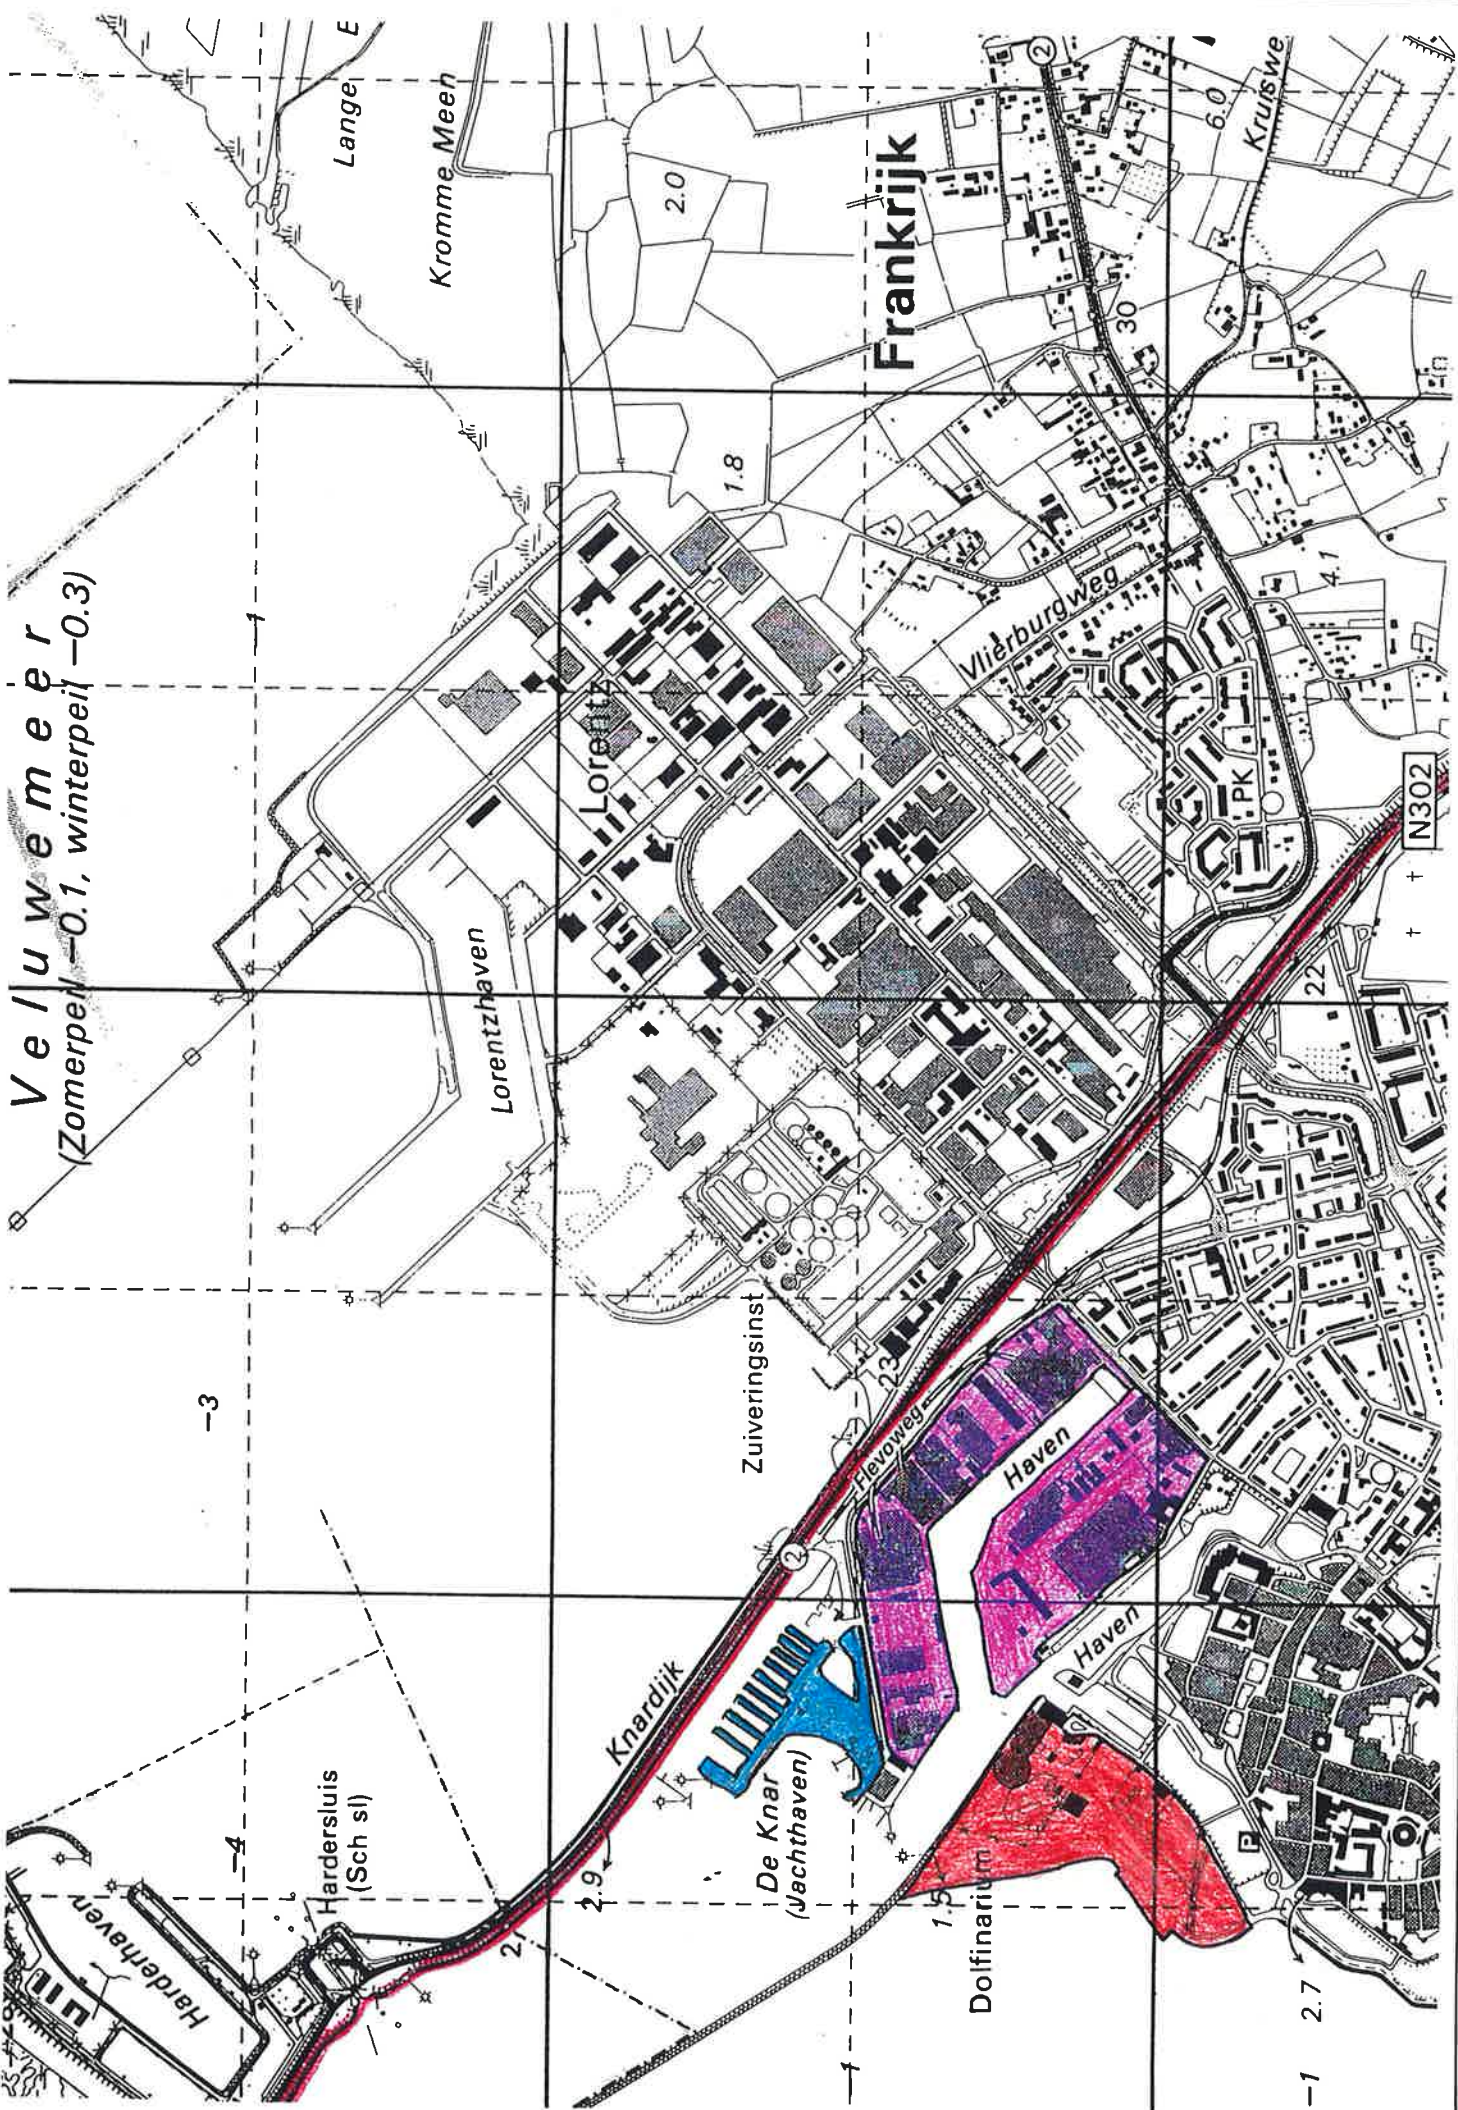 Veluwemeer
(Zomerpeil –0.1, winterpeil –0.3)
Harderhaven
–4
Hardersluis
(Sch sl)
–3
–1
Lange E
Kromme Meen
2
Knardijk
2.9
Lorentzhaven
Lorentz
1.8
2.0
De Knar
(Jachthaven)
2
Zuiveringsinst
23
Flevoweg
Frankrijk
2
–1
1.5
Dolfinarium
Haven
Haven
Vlierburgweg
30
6.0
Kruiswe
2.7
–1
P
22
PK
4.1
N302